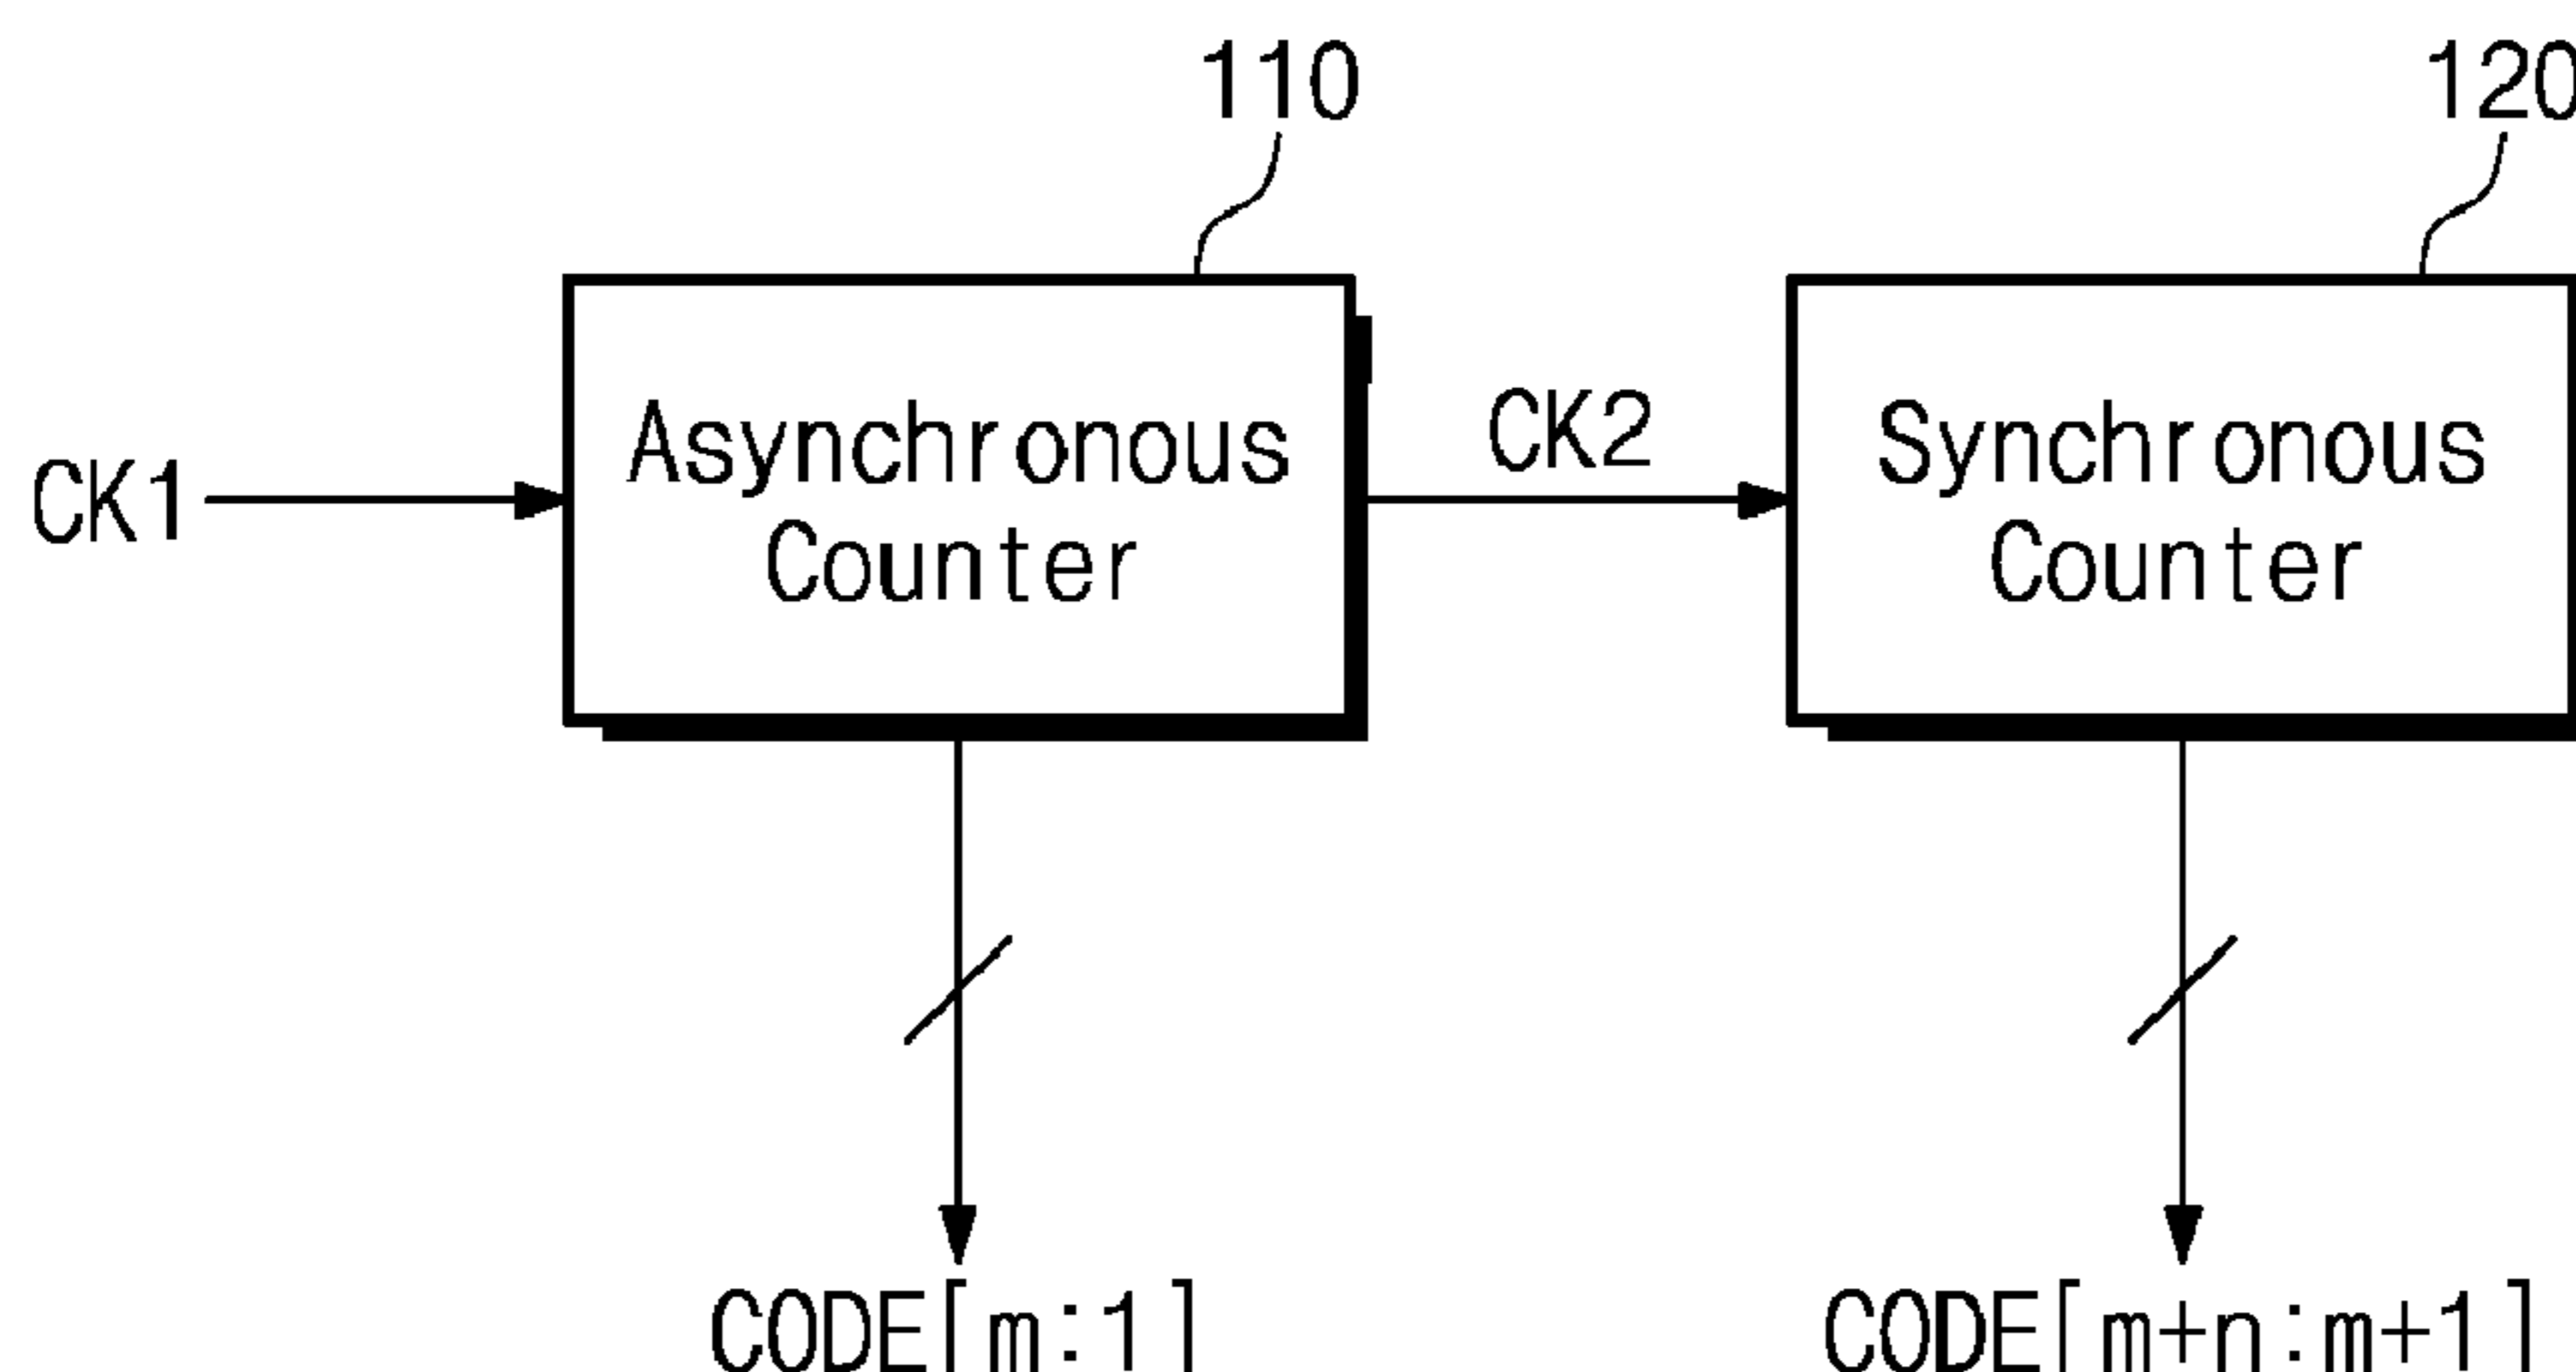 110
120
CK1
Asynchronous
Counter
CK2
Synchronous
Counter
CODE[m:1]
CODE[m+n:m+1]